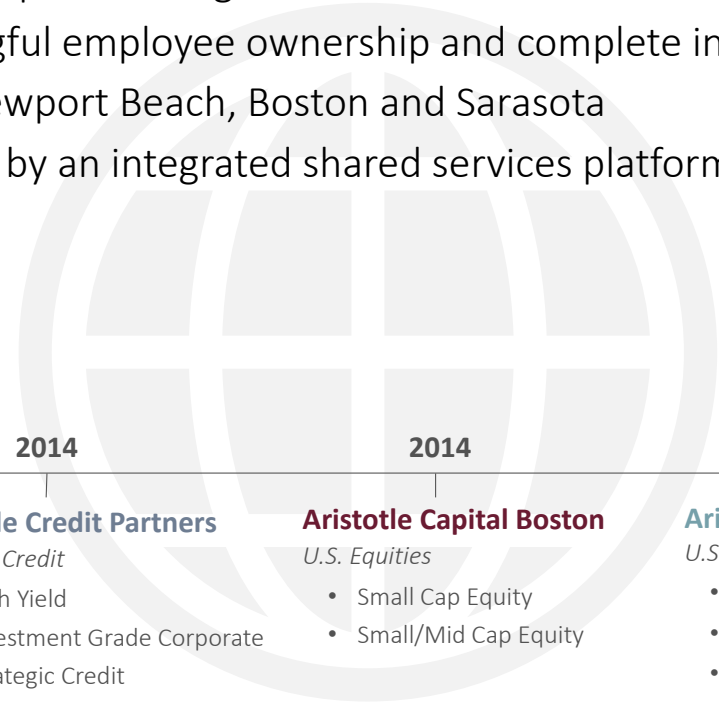 gful employee ownership and complete in
wport Beach, Boston and Sarasota
by an integrated shared services platform
2014
2014
le Credit Partners
Credit
h Yield
estment Grade Corporate
ategic Credit
Aristotle Capital Boston
U.S. Equities
• Small Cap Equity
• Small/Mid Cap Equity
Ari
U.S